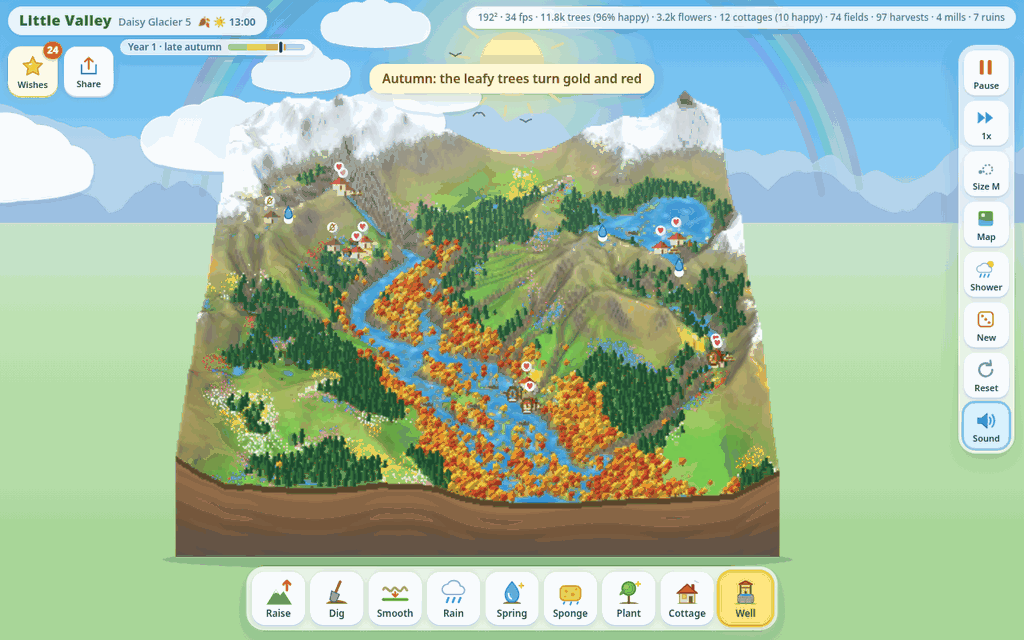 Little Valley Daisy Glacier 5 🍂 ☀️ 13:00
192² · 34 fps · 11.8k trees (96% happy) · 3.2k flowers · 12 cottages (10 happy) · 74 fields · 97 harvests · 4 mills · 7 ruins
Year 1 · late autumn
24
Wishes
Share
Autumn: the leafy trees turn gold and red
Pause
1x
Size M
Map
Shower
New
Reset
Sound
Raise
Dig
Smooth
Rain
Spring
Sponge
Plant
Cottage
Well